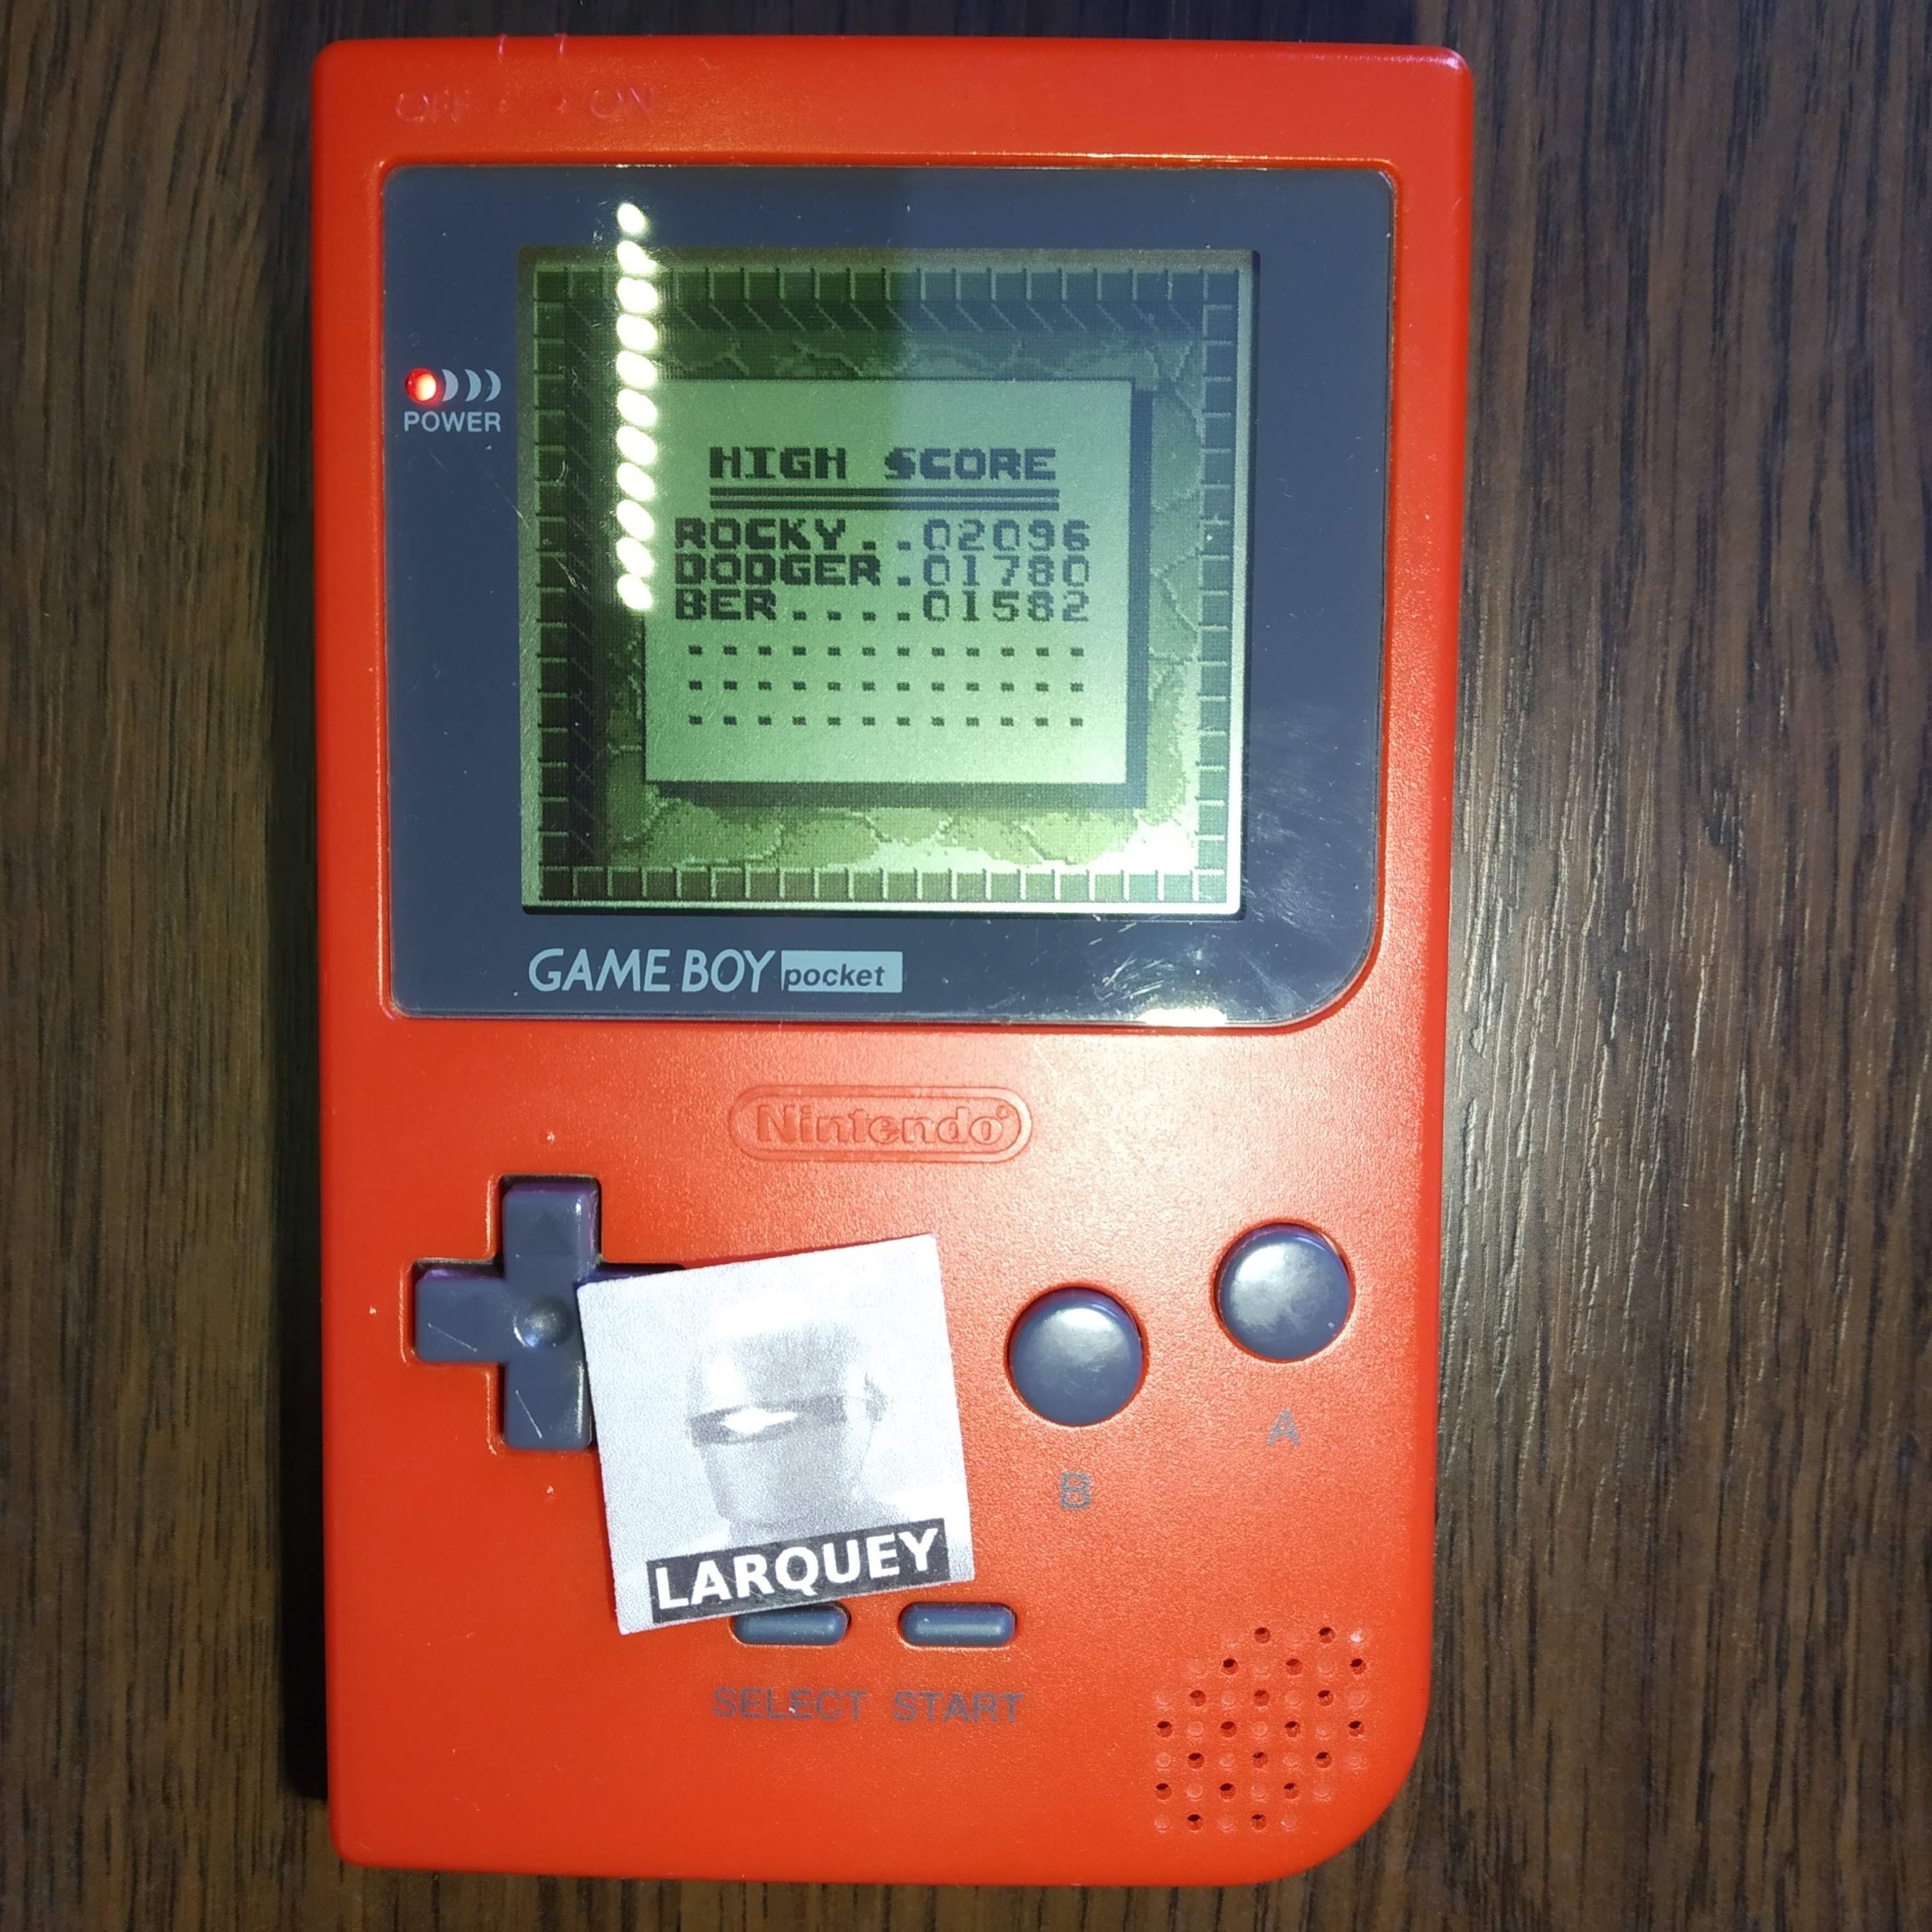 OFF ON
POWER
HIGH SCORE
ROCKY..02096
DODGER.01780
BER....01582
............
............
............
GAME BOY pocket
Nintendo®
A
B
LARQUEY
SELECT START